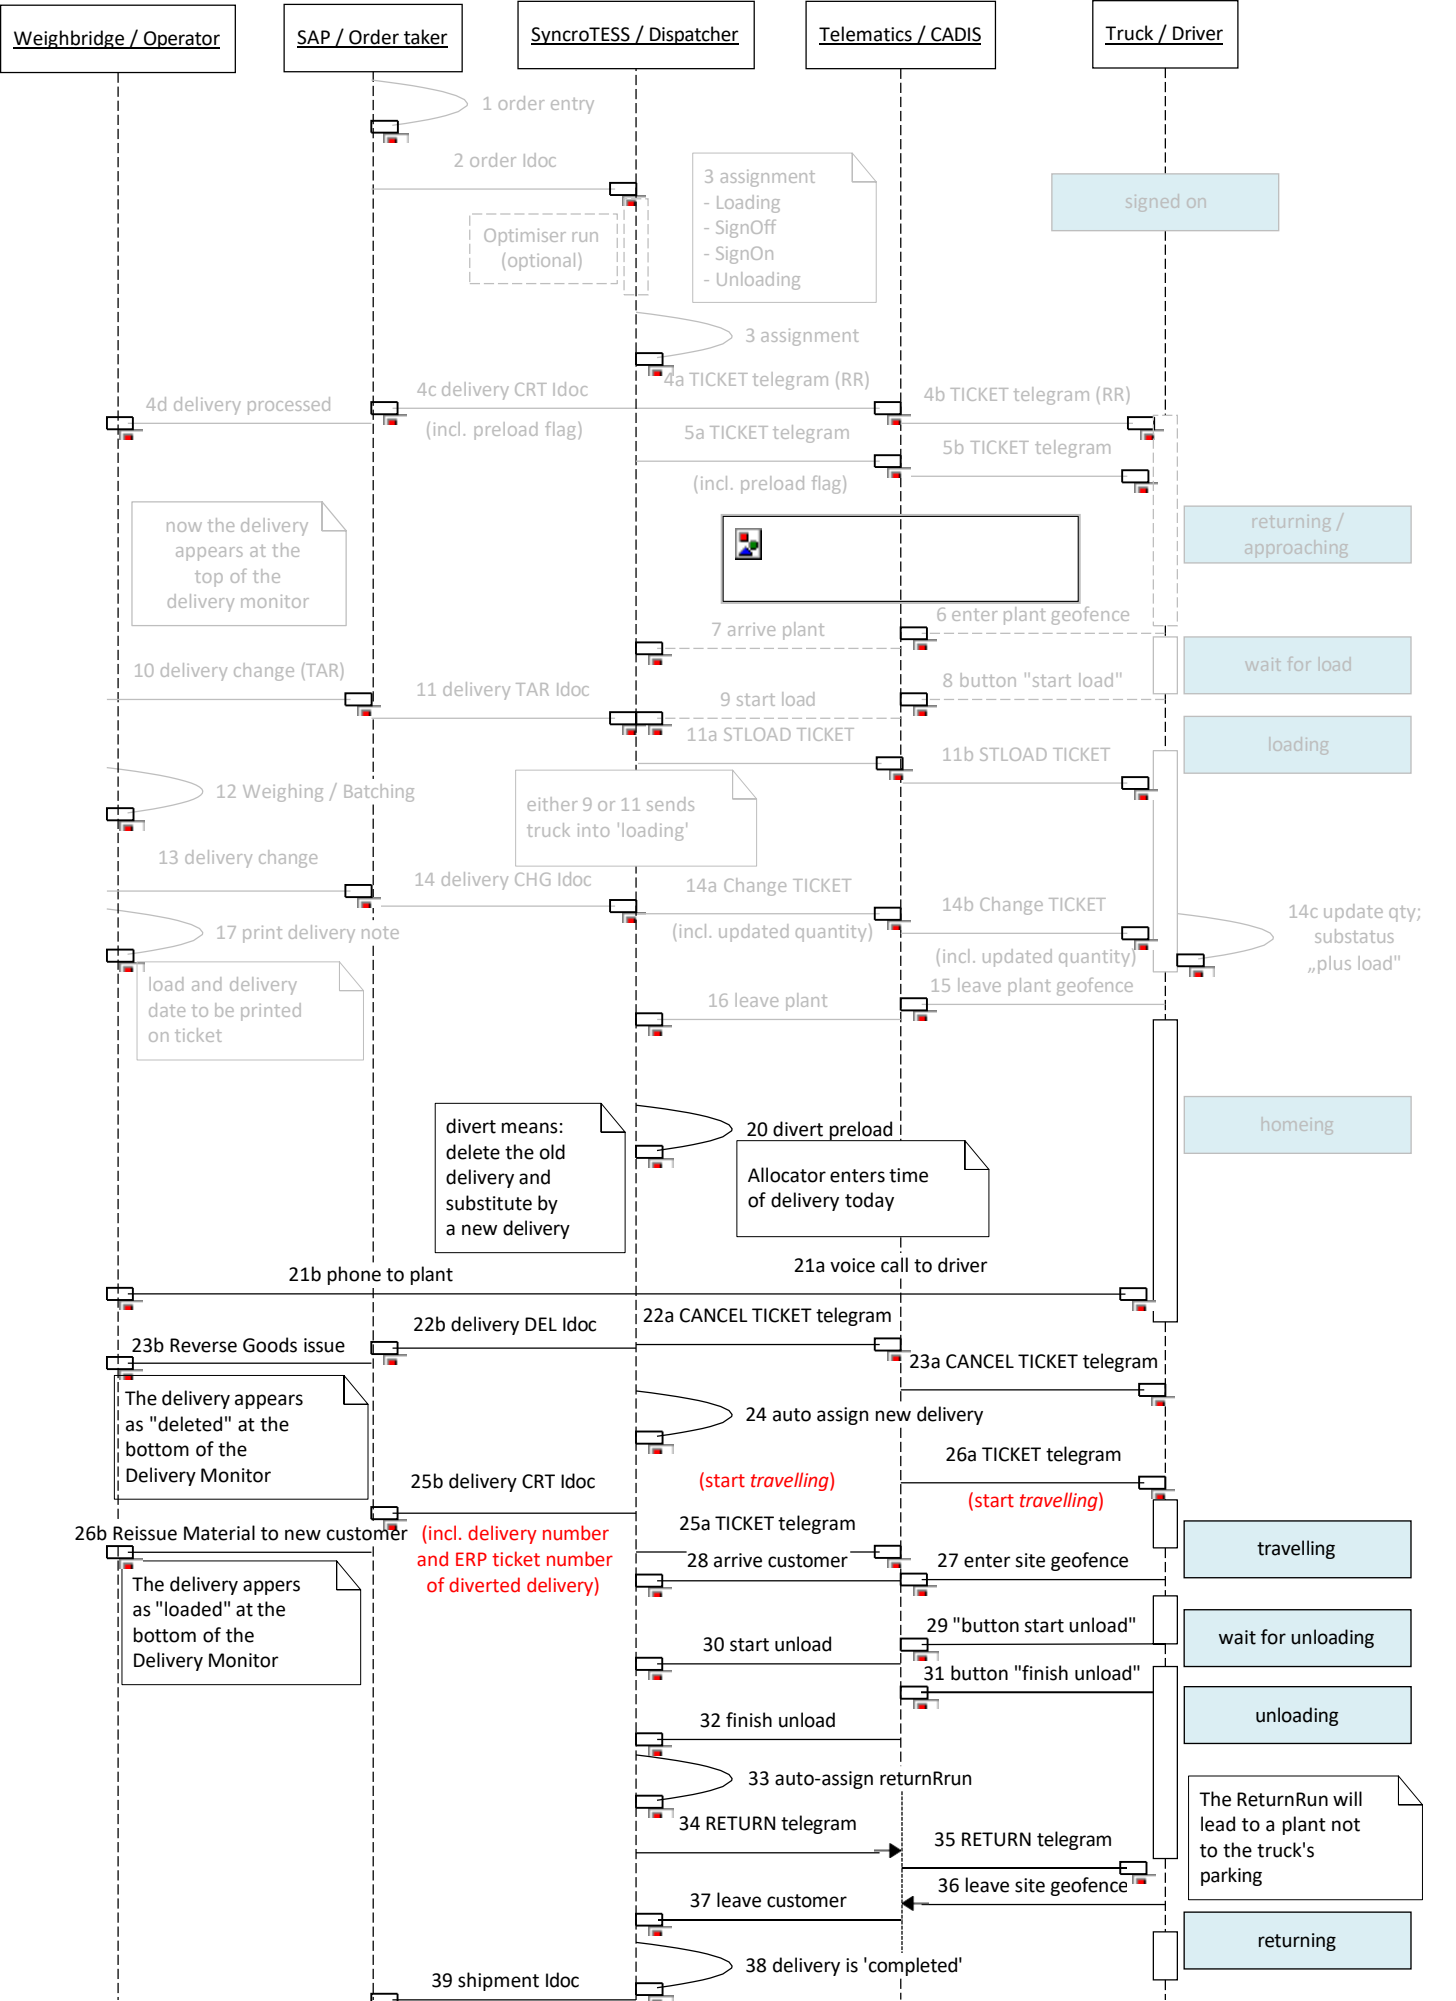 Weighbridge / Operator
SAP / Order taker
SyncroTESS / Dispatcher
Telematics / CADIS
Truck / Driver
1 order entry
2 order Idoc
3 assignment
- Loading
- SignOff
- SignOn
- Unloading
signed on
Optimiser run
(optional)
3 assignment
4a TICKET telegram (RR)
4b TICKET telegram (RR)
4c delivery CRT Idoc
(incl. preload flag)
4d delivery processed
5a TICKET telegram
(incl. preload flag)
5b TICKET telegram
now the delivery
appears at the
top of the
delivery monitor
returning /
approaching
6 enter plant geofence
7 arrive plant
wait for load
8 button "start load"
9 start load
10 delivery change (TAR)
11 delivery TAR Idoc
11a STLOAD TICKET
11b STLOAD TICKET
loading
12 Weighing / Batching
either 9 or 11 sends
truck into 'loading'
13 delivery change
14 delivery CHG Idoc
14a Change TICKET
(incl. updated quantity)
14b Change TICKET
(incl. updated quantity)
14c update qty;
substatus
„plus load"
17 print delivery note
load and delivery
date to be printed
on ticket
15 leave plant geofence
16 leave plant
homeing
divert means:
delete the old
delivery and
substitute by
a new delivery
20 divert preload
Allocator enters time
of delivery today
21a voice call to driver
21b phone to plant
22a CANCEL TICKET telegram
22b delivery DEL Idoc
23b Reverse Goods issue
23a CANCEL TICKET telegram
The delivery appears
as "deleted" at the
bottom of the
Delivery Monitor
24 auto assign new delivery
26a TICKET telegram
(start travelling)
(start travelling)
25b delivery CRT Idoc
(incl. delivery number
and ERP ticket number
of diverted delivery)
25a TICKET telegram
26b Reissue Material to new customer
The delivery appers
as "loaded" at the
bottom of the
Delivery Monitor
travelling
27 enter site geofence
28 arrive customer
29 "button start unload"
wait for unloading
30 start unload
31 button "finish unload"
unloading
32 finish unload
33 auto-assign returnRrun
The ReturnRun will
lead to a plant not
to the truck's
parking
34 RETURN telegram
35 RETURN telegram
36 leave site geofence
37 leave customer
returning
38 delivery is 'completed'
39 shipment Idoc